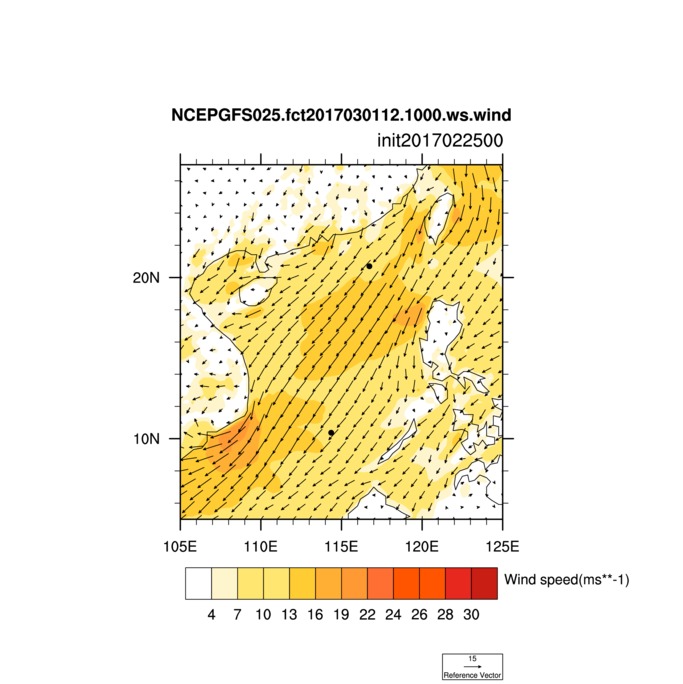 NCEPGFS025.fct2017030112.1000.ws.wind
init2017022500
20N
10N
105E 110E 115E 120E 125E
Wind speed(ms**-1)
4 7 10 13 16 19 22 24 26 28 30
15
Reference Vector